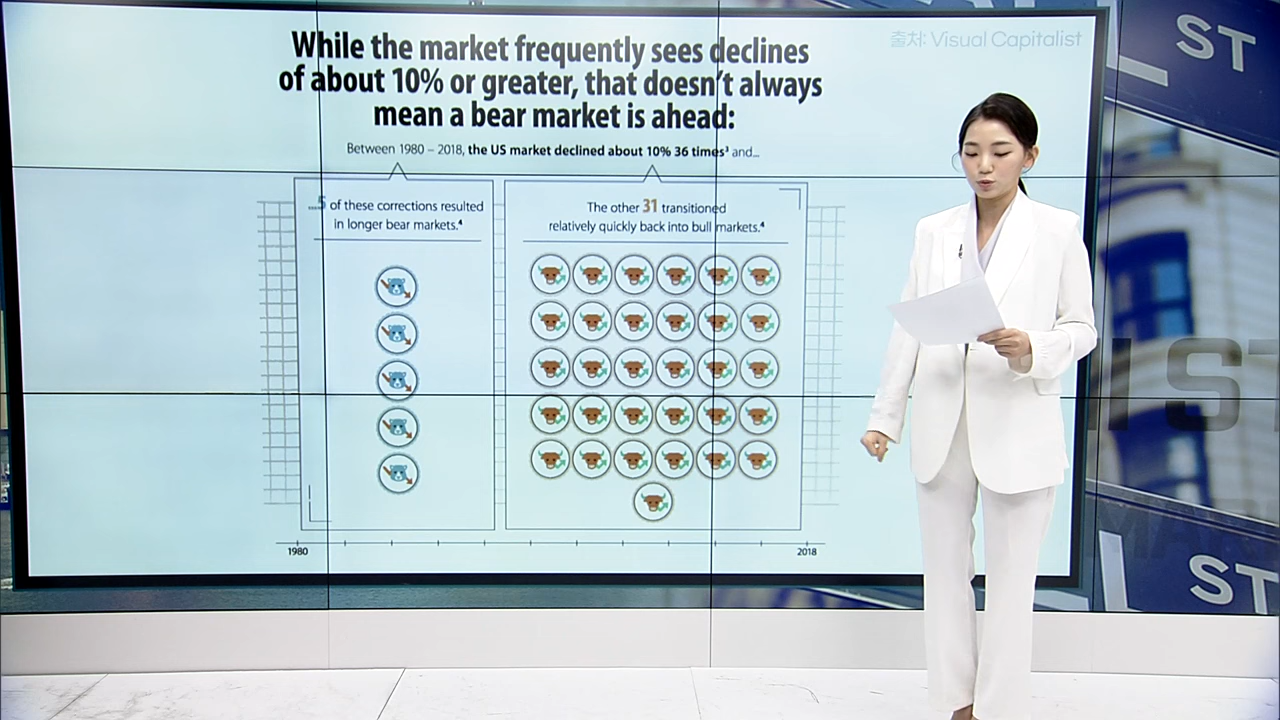 While the market frequently sees declines
of about 10% or greater, that doesn't always
mean a bear market is ahead:
출처: Visual Capitalist
Between 1980 – 2018, the US market declined about 10% 36 times³ and...
...5 of these corrections resulted
in longer bear markets.⁴
The other 31 transitioned
relatively quickly back into bull markets.⁴
1980
2018
ST
ST
L ST